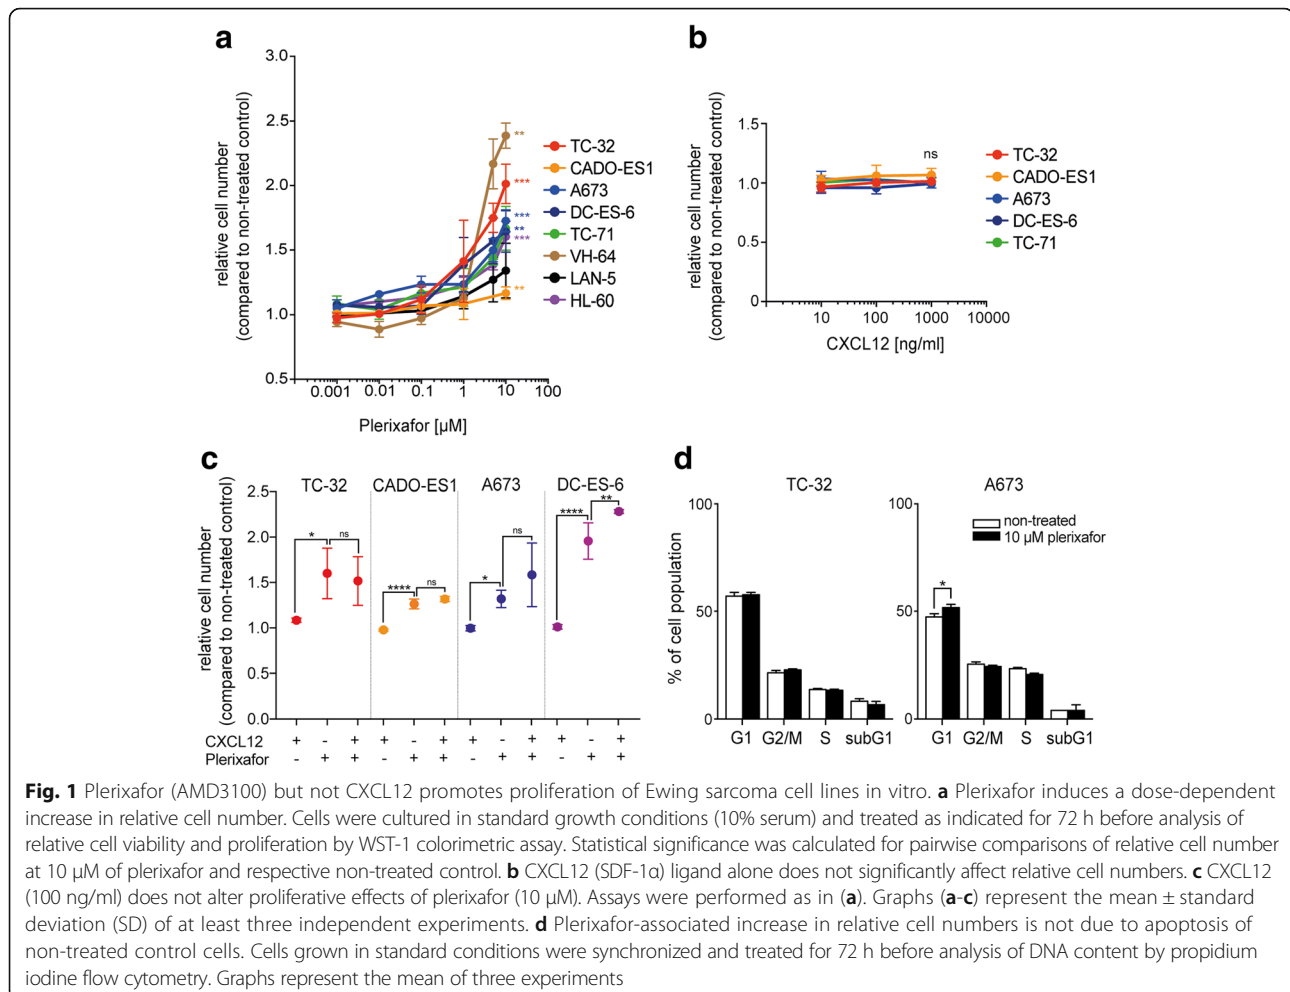 a
3.0
2.5
2.0
1.5
1.0
0.5
relative cell number
(compared to non-treated control)
**
***
***
**
***
**
0.001 0.01 0.1 1 10 100
Plerixafor [µM]
TC-32
CADO-ES1
A673
DC-ES-6
TC-71
VH-64
LAN-5
HL-60
b
1.5
1.0
0.5
0
relative cell number
(compared to non-treated control)
ns
10 100 1000 10000
CXCL12 [ng/ml]
TC-32
CADO-ES1
A673
DC-ES-6
TC-71
c
TC-32 CADO-ES1 A673 DC-ES-6
2.5
2.0
1.5
1.0
0.5
0.0
relative cell number
(compared to non-treated control)
* ns
**** ns
* ns
**** **
CXCL12 + - + + - + + - + + - +
Plerixafor - + + - + + - + + - + +
d
TC-32 A673
100
50
0
% of cell population
G1 G2/M S subG1
100
50
0
*
non-treated
10 µM plerixafor
G1 G2/M S subG1
Fig. 1 Plerixafor (AMD3100) but not CXCL12 promotes proliferation of Ewing sarcoma cell lines in vitro. a Plerixafor induces a dose-dependent
increase in relative cell number. Cells were cultured in standard growth conditions (10% serum) and treated as indicated for 72 h before analysis of
relative cell viability and proliferation by WST-1 colorimetric assay. Statistical significance was calculated for pairwise comparisons of relative cell number
at 10 µM of plerixafor and respective non-treated control. b CXCL12 (SDF-1α) ligand alone does not significantly affect relative cell numbers. c CXCL12
(100 ng/ml) does not alter proliferative effects of plerixafor (10 µM). Assays were performed as in (a). Graphs (a-c) represent the mean ± standard
deviation (SD) of at least three independent experiments. d Plerixafor-associated increase in relative cell numbers is not due to apoptosis of
non-treated control cells. Cells grown in standard conditions were synchronized and treated for 72 h before analysis of DNA content by propidium
iodine flow cytometry. Graphs represent the mean of three experiments